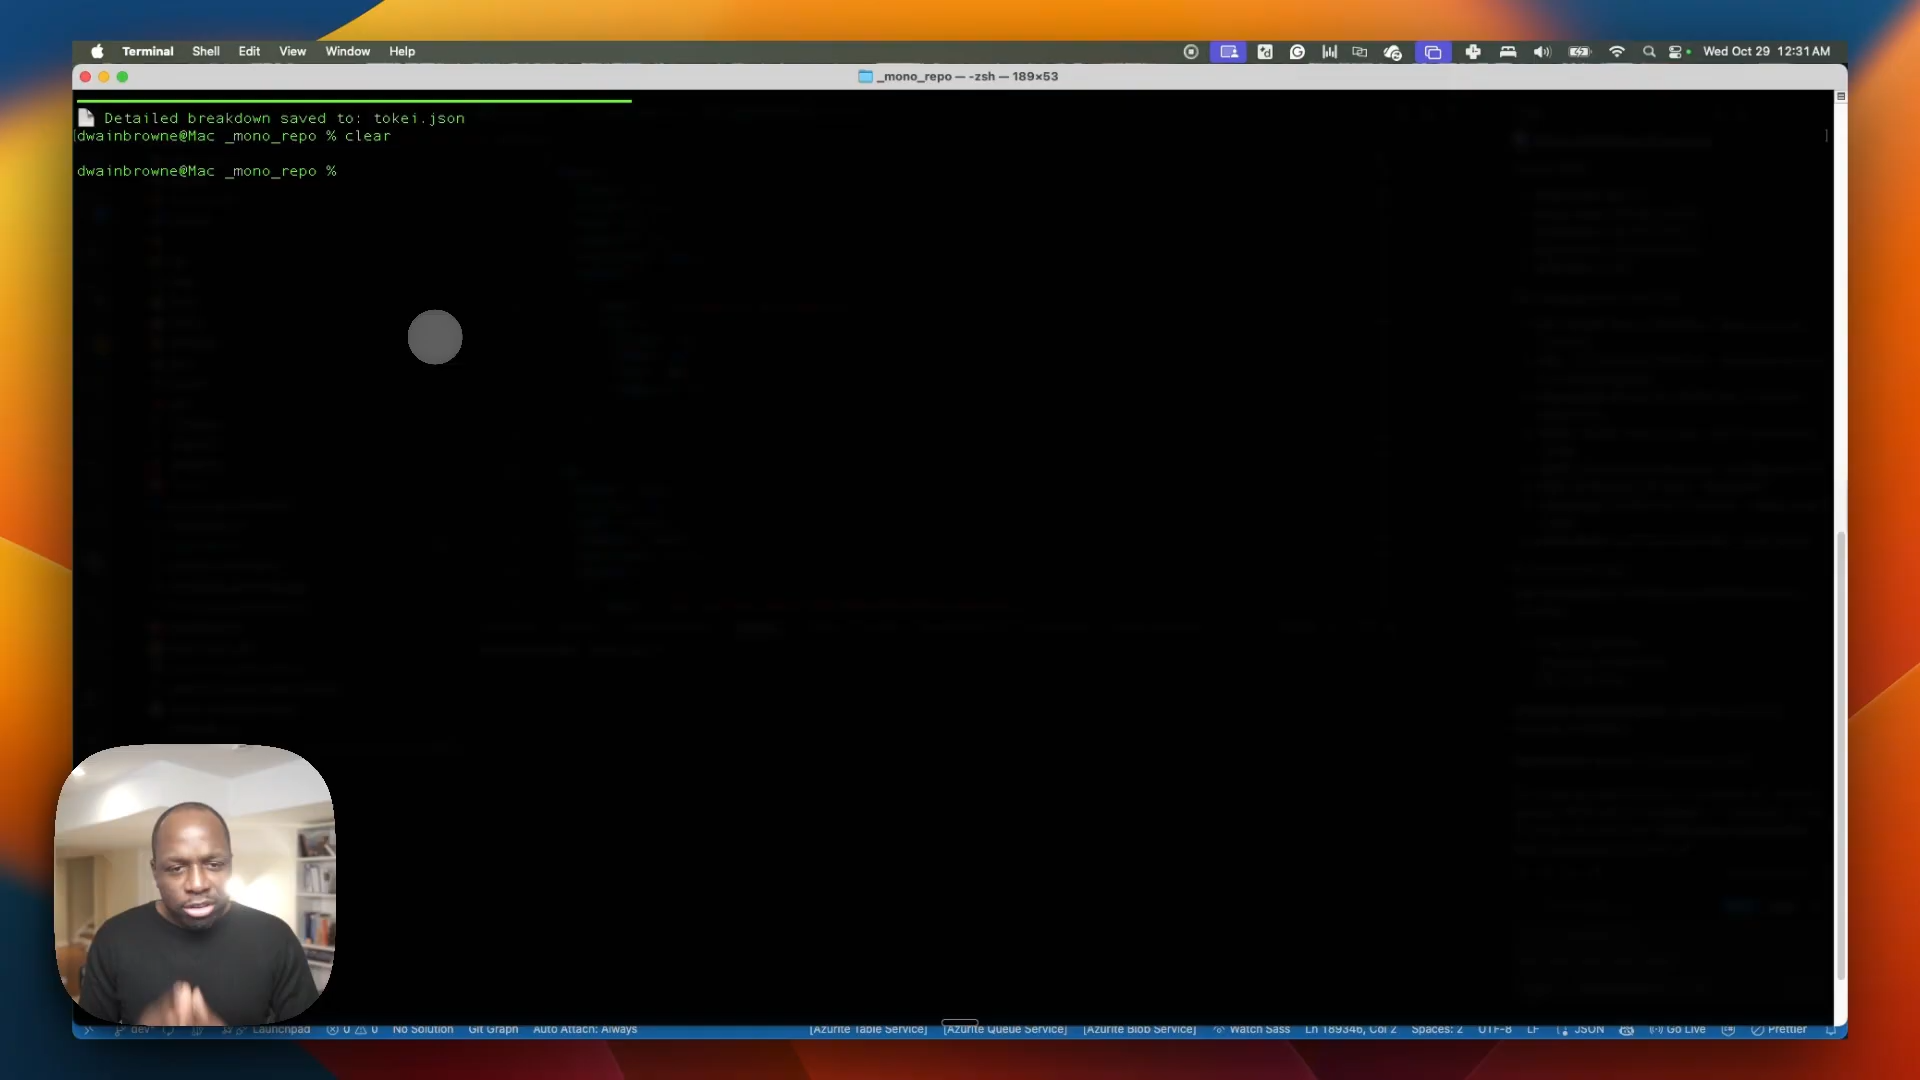 Terminal Shell Edit View Window Help Wed Oct 29 12:31 AM
_mono_repo — -zsh — 189×53
Detailed breakdown saved to: tokei.json
dwainbrowne@Mac _mono_repo % clear
dwainbrowne@Mac _mono_repo %
dev* Launchpad 0 0 No Solution Git Graph Auto Attach: Always [Azurite Table Service] [Azurite Queue Service] [Azurite Blob Service] Watch Sass Ln 189346, Col 2 Spaces: 2 UTF-8 LF JSON Go Live Prettier